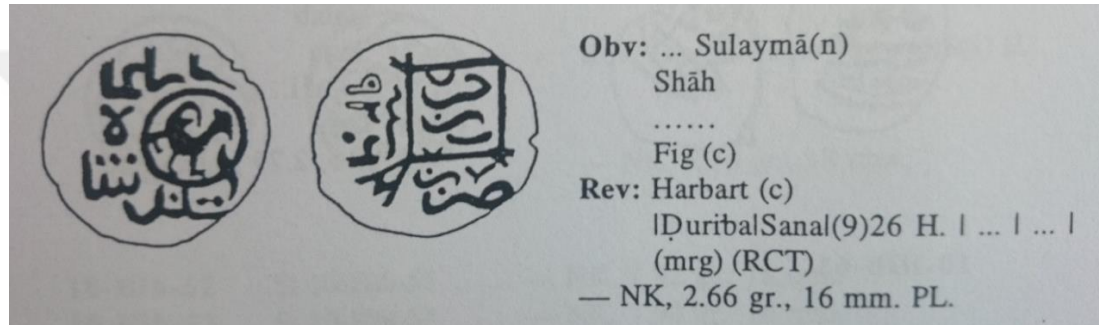 Obv: ... Sulaymā(n)
Shāh
......
Fig (c)
Rev: Harbart (c)
|Ḍuriba|Sana|(9)26 H. | ... | ... |
(mrg) (RCT)
— NK, 2.66 gr., 16 mm. PL.